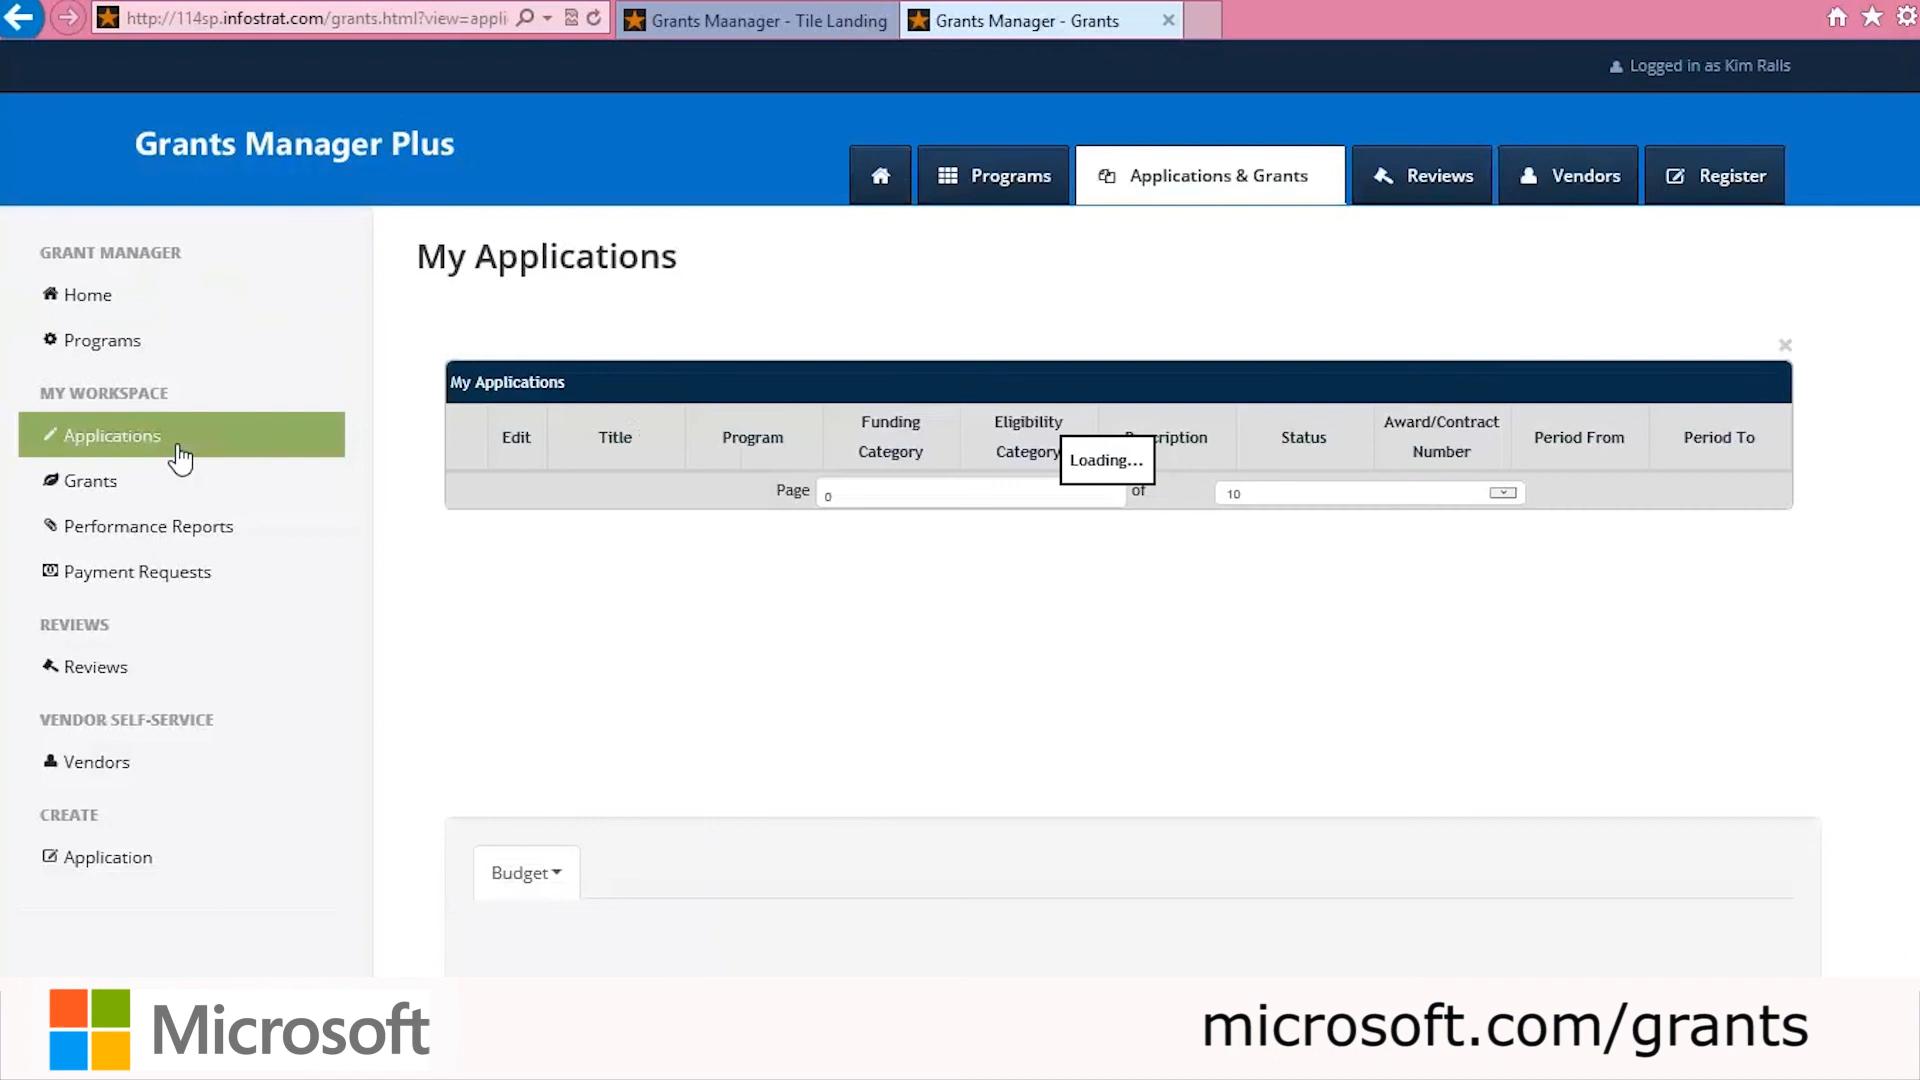 http://114sp.infostrat.com/grants.html?view=appli
Grants Maanager - Tile Landing
Grants Manager - Grants
Logged in as Kim Ralls
Grants Manager Plus
Programs
Applications & Grants
Reviews
Vendors
Register
GRANT MANAGER
Home
Programs
MY WORKSPACE
Applications
Grants
Performance Reports
Payment Requests
REVIEWS
Reviews
VENDOR SELF-SERVICE
Vendors
CREATE
Application
My Applications
My Applications
Edit
Title
Program
Funding
Category
Eligibility
Category
cription
Status
Award/Contract
Number
Period From
Period To
Loading...
Page
0
of
10
Budget
Microsoft
microsoft.com/grants